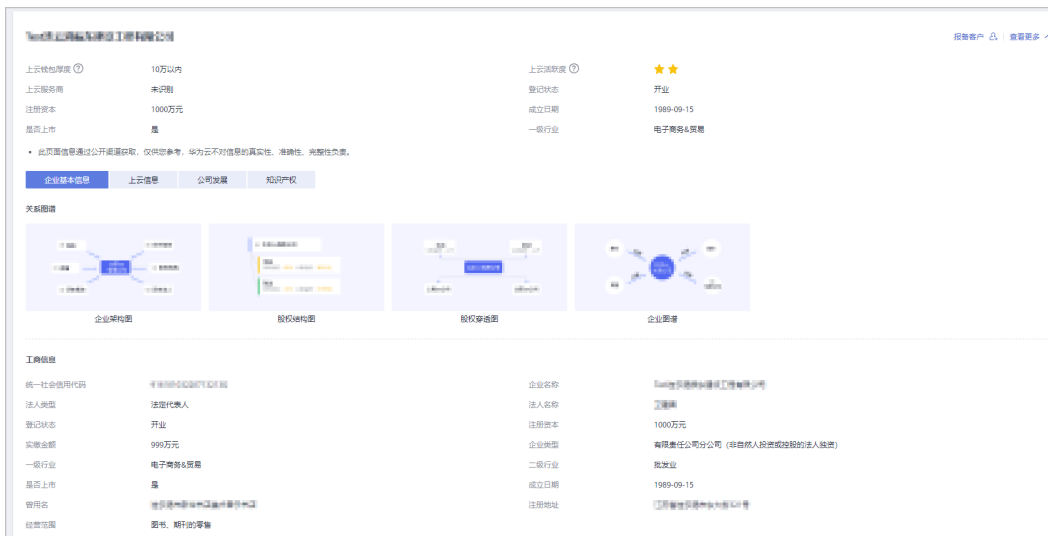 报备客户 查看更多
上云钱包厚度 10万以内 上云活跃度
上云服务商 未识别 登记状态 开业
注册资本 1000万元 成立日期 1989-09-15
是否上市 是 一级行业 电子商务&贸易
• 此页面信息通过公开渠道获取，仅供您参考，华为云不对信息的真实性、准确性、完整性负责。
企业基本信息 上云信息 公司发展 知识产权
关系图谱
企业架构图 股权结构图 股权穿透图 企业图谱
工商信息
统一社会信用代码 企业名称
法人类型 法定代表人 法人名称
登记状态 开业 注册资本 1000万元
实缴金额 999万元 企业类型 有限责任公司分公司（非自然人投资或控股的法人独资）
一级行业 电子商务&贸易 二级行业 批发业
是否上市 是 成立日期 1989-09-15
曾用名 注册地址
经营范围 图书、期刊的零售